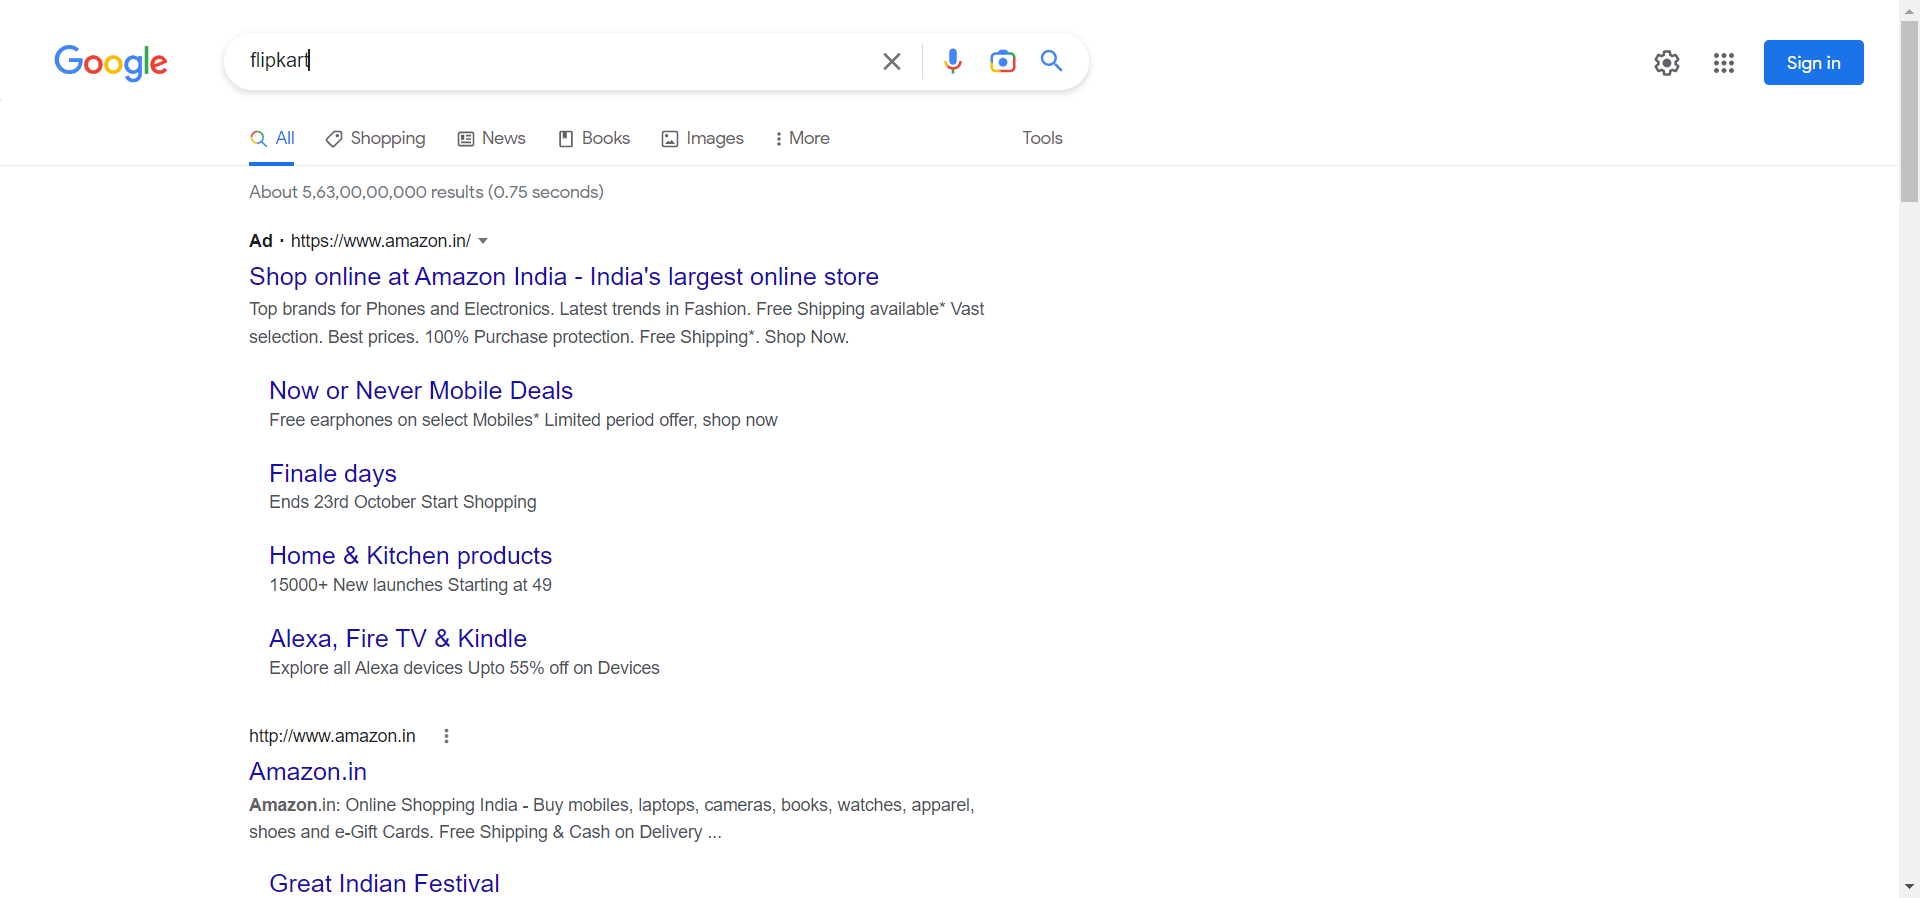 Google
flipkart
Sign in
All Shopping News Books Images More Tools
About 5,63,00,00,000 results (0.75 seconds)
Ad · https://www.amazon.in/
Shop online at Amazon India - India's largest online store
Top brands for Phones and Electronics. Latest trends in Fashion. Free Shipping available* Vast
selection. Best prices. 100% Purchase protection. Free Shipping*. Shop Now.
Now or Never Mobile Deals
Free earphones on select Mobiles* Limited period offer, shop now
Finale days
Ends 23rd October Start Shopping
Home & Kitchen products
15000+ New launches Starting at 49
Alexa, Fire TV & Kindle
Explore all Alexa devices Upto 55% off on Devices
http://www.amazon.in
Amazon.in
Amazon.in: Online Shopping India - Buy mobiles, laptops, cameras, books, watches, apparel,
shoes and e-Gift Cards. Free Shipping & Cash on Delivery ...
Great Indian Festival